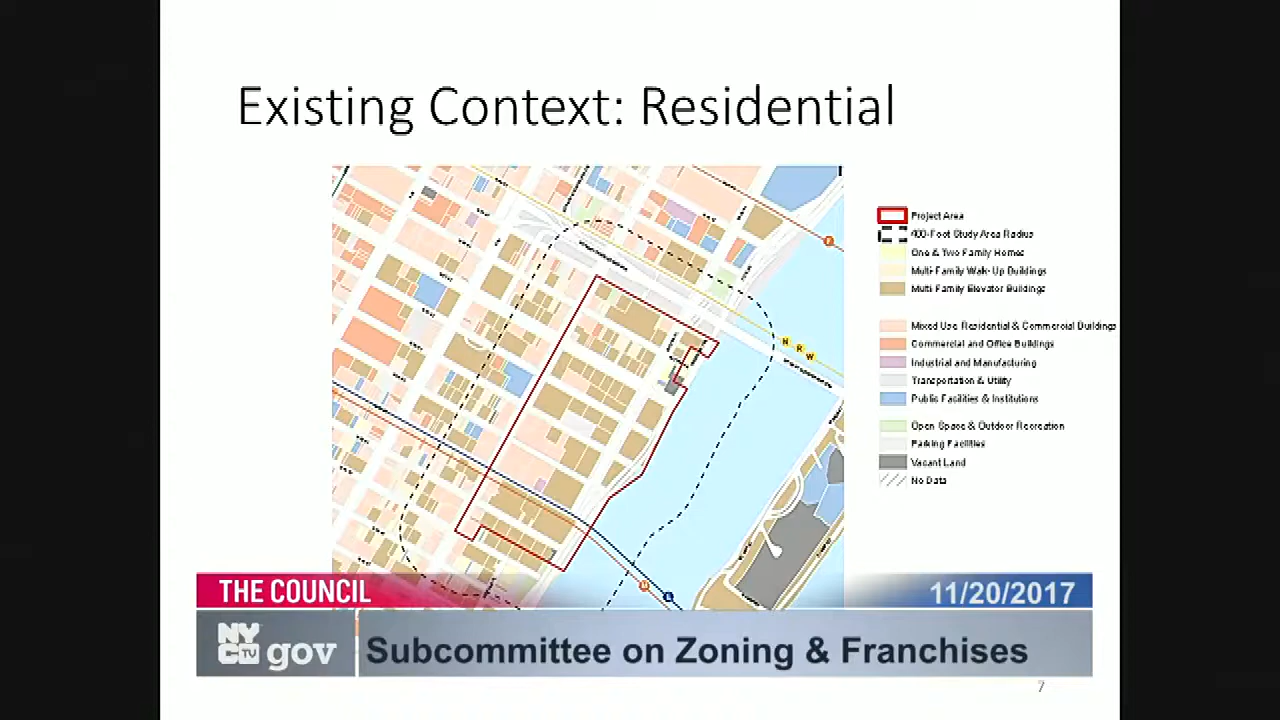 Existing Context: Residential
Project Area
400-Foot Study Area Radius
One & Two Family Homes
Multi-Family Walk-Up Buildings
Multi Family Elevator Buildings
Mixed Use Residential & Commercial Buildings
Commercial and Office Buildings
Industrial and Manufacturing
Transportation & Utility
Public Facilities & Institutions
Open Space & Outdoor Recreation
Parking Facilities
Vacant Land
No Data
F
N R W
THE COUNCIL
11/20/2017
NYC TV gov
Subcommittee on Zoning & Franchises
7